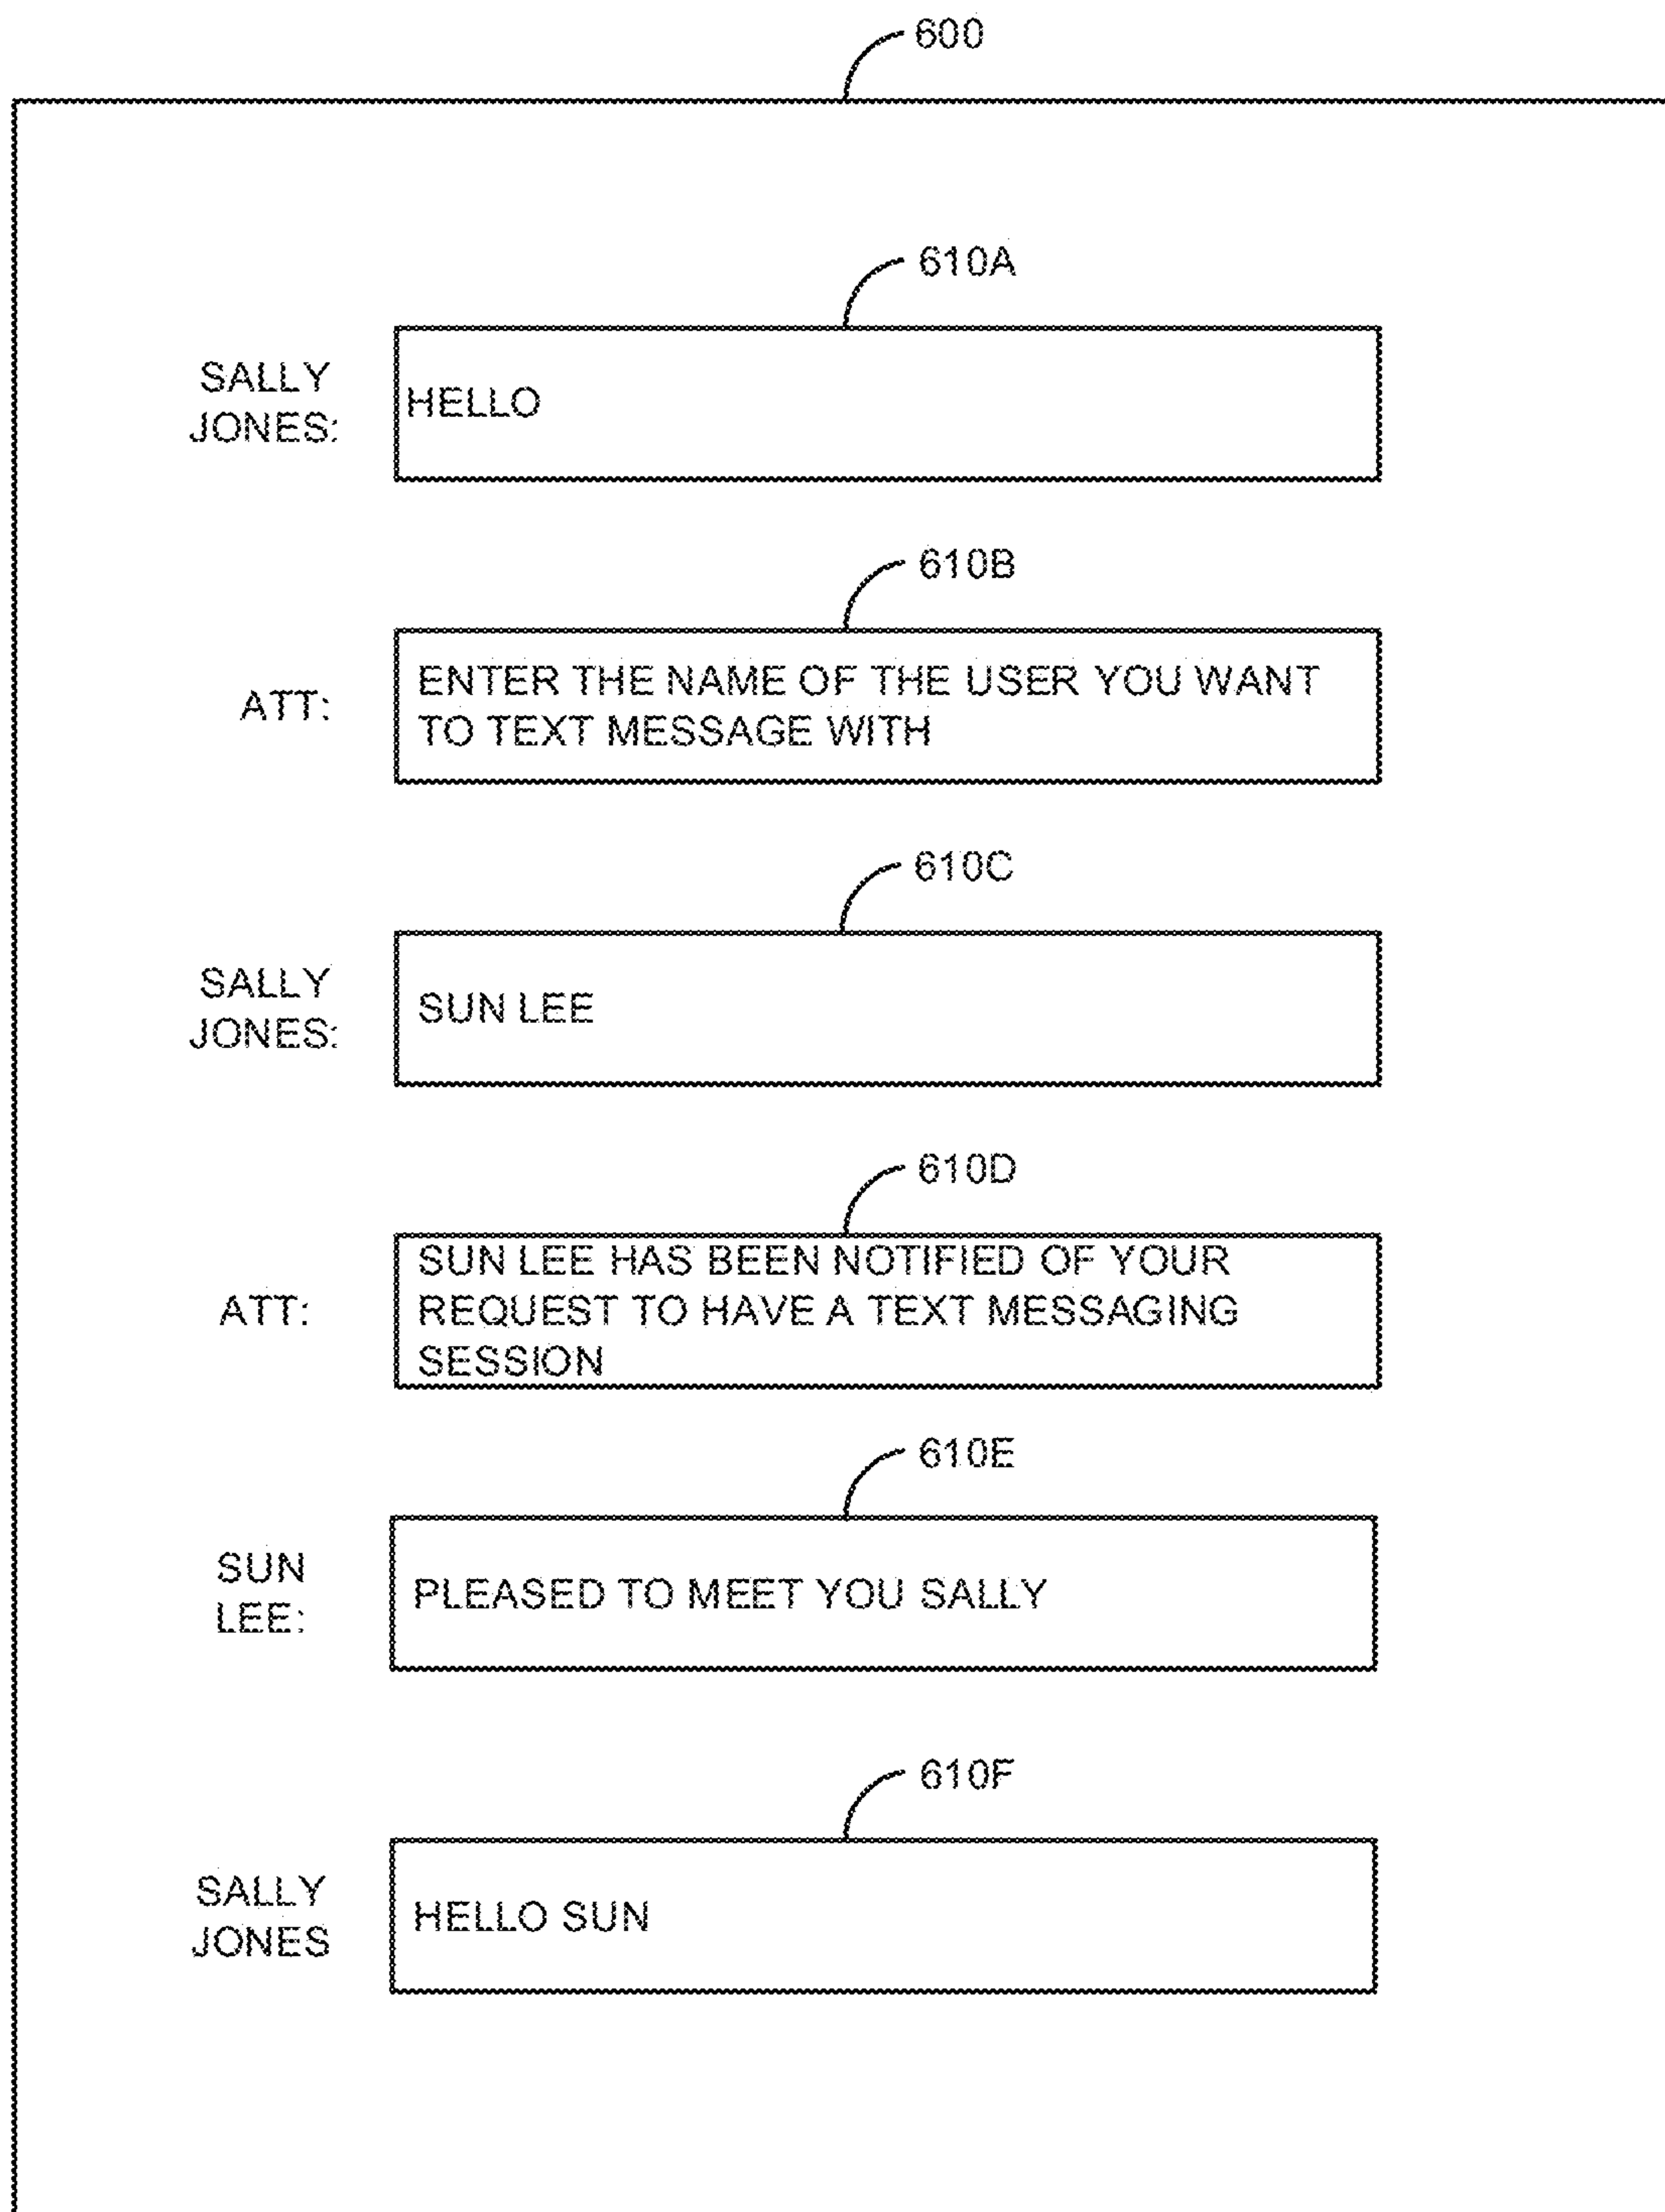 600
610A
SALLY
JONES:
HELLO
610B
ATT:
ENTER THE NAME OF THE USER YOU WANT
TO TEXT MESSAGE WITH
610C
SALLY
JONES:
SUN LEE
610D
ATT:
SUN LEE HAS BEEN NOTIFIED OF YOUR
REQUEST TO HAVE A TEXT MESSAGING
SESSION
610E
SUN
LEE:
PLEASED TO MEET YOU SALLY
610F
SALLY
JONES
HELLO SUN